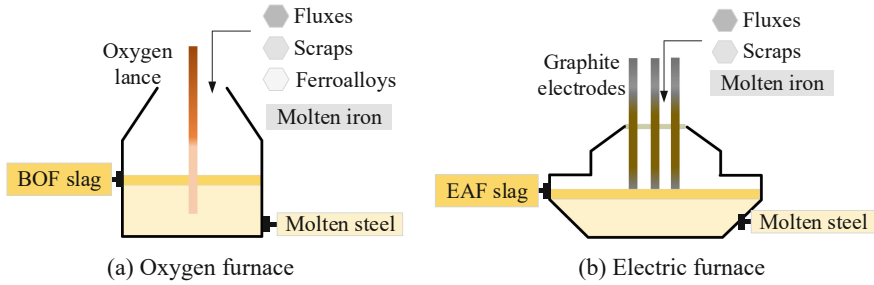 Oxygen
lance
Fluxes
Scraps
Ferroalloys
Molten iron
BOF slag
Molten steel
(a) Oxygen furnace
Graphite
electrodes
Fluxes
Scraps
Molten iron
EAF slag
Molten steel
(b) Electric furnace